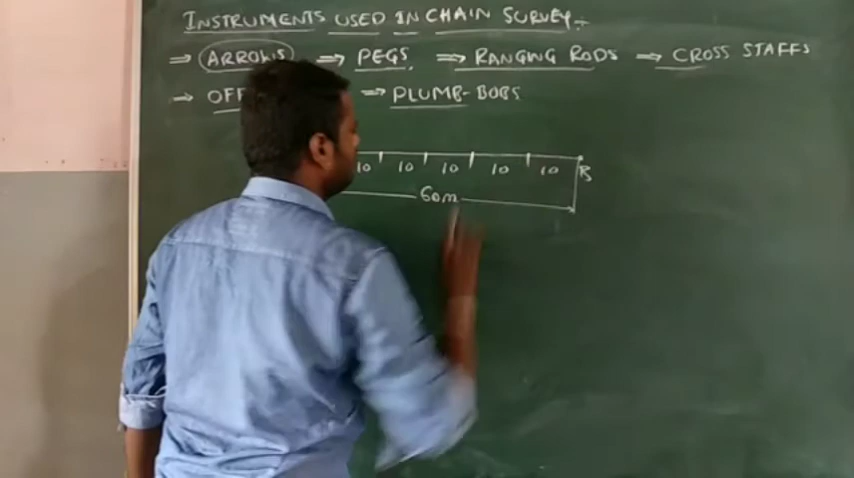 INSTRUMENTS USED IN CHAIN SURVEY:-
⇒ ARROWS ⇒ PEGS. ⇒ RANGING RODS → CROSS STAFFS
→ OFF ⇒ PLUMB-BOBS
10 10 10 10 10 B
60m